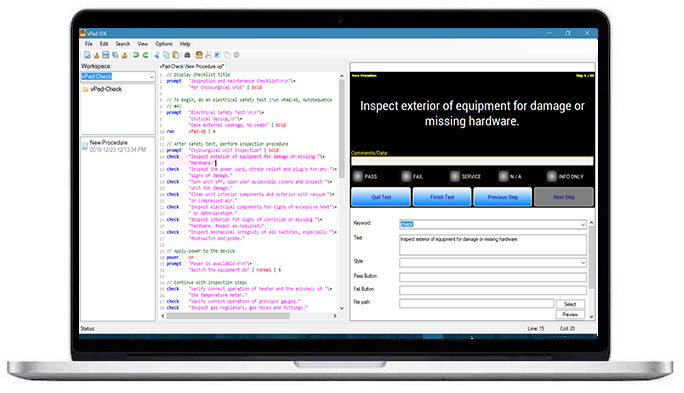 vPad-IDE
File Edit Search View Options Help
Workspace:
vPad-Check
vPad-Check
New Procedure
2016-12-23 12:13:34 PM
vPad-Check\New Procedure.vpl*
1 // Display Checklist title
2 prompt "Inspection and maintenance Checklist\n\n"\+
3 "for Cryosurgical Unit" | bold
// To begin, do an electrical safety test (run vPad-A$, AutoSequence
// #4)
prompt "Electrical Safety Test:\n\n"\+
"Critical Device,\n"\+
"Case External Leakage, No Leads" | bold
run vPad-A$ | 4
// After safety test, perform inspection procedure
prompt "Cryosurgical Unit Inspection" | bold
check "Inspect exterior of equipment for damage or missing "\+
"hardware."
check "Inspect the power cord, strain relief and plug/s for any "\+
"signs of damage."
check "Turn unit off, open user accessible covers and inspect "\+
"unit for damage."
check "Clean unit interior components and exterior with vacuum "\+
"or compressed air."
check "Inspect electrical components for signs of excessive heat"\+
" or deterioration."
check "Inspect interior for signs of corrosion or missing "\+
"hardware. Repair as required."
check "Inspect mechanical integrity of all switches, especially "\+
"footswitch and probe."
// Apply power to the device
power on
prompt "Power is available\n\n"\+
"Switch the equipment ON" | normal | 6
// Continue with inspection steps
check "Verify correct operation of heater and the accuracy of "\+
"the temperature meter."
check "Verify correct operation of pressure gauges."
check "Inspect gas regulators, gas hoses and fittings."
New Procedure
Inspect exterior of equipment for damage or
missing hardware.
Comments/Data:
PASS FAIL SERVICE N / A INFO ONLY
Quit Test Finish Test Previous Step Next Step
Keyword: check
Text: Inspect exterior of equipment for damage or missing hardware.
Style:
Pass Button:
Fail Button:
File path: Select
Preview
Status: Line: 15 Col: 20